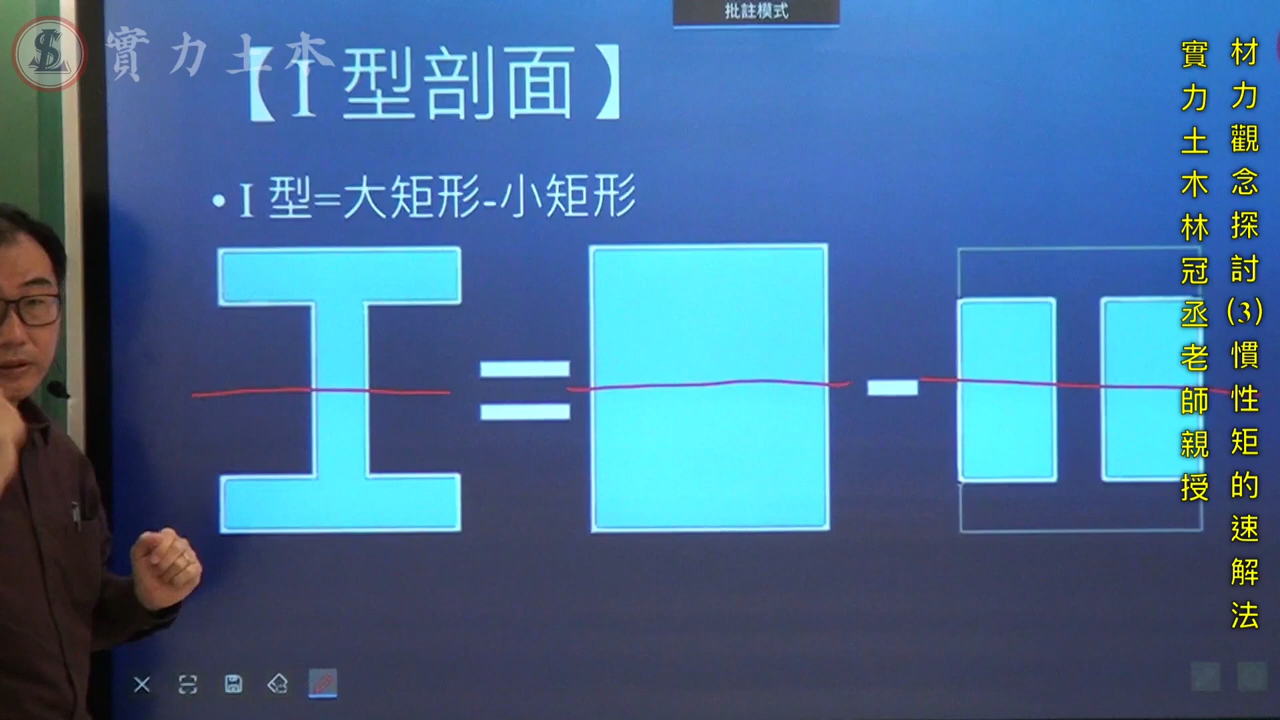 批註模式
實力土木
【I 型剖面】
• I 型=大矩形-小矩形
材力觀念探討(3)慣性矩的速解法
實力土木林冠丞老師親授